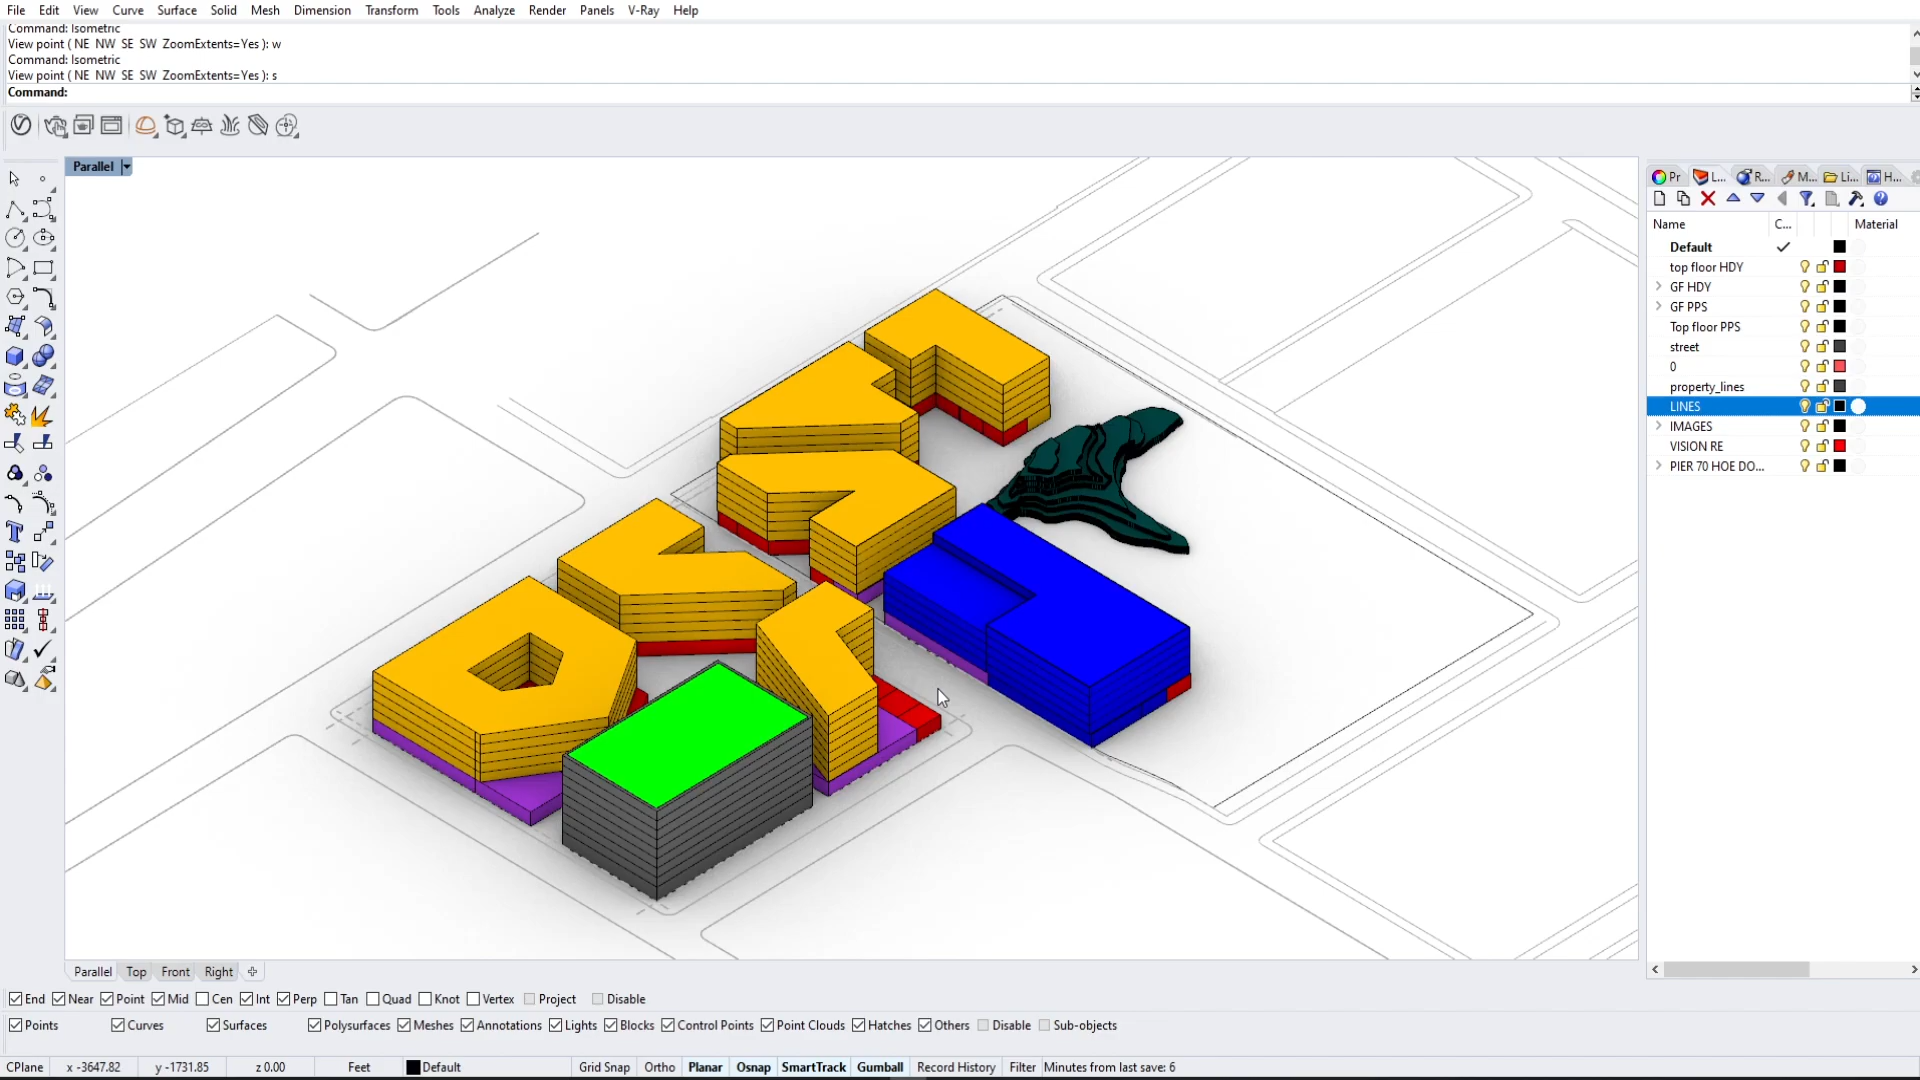 File Edit View Curve Surface Solid Mesh Dimension Transform Tools Analyze Render Panels V-Ray Help
Command: Isometric
View point ( NE NW SE SW ZoomExtents=Yes ): w
Command: Isometric
View point ( NE NW SE SW ZoomExtents=Yes ): s
Command:
Parallel
Pr L... R... M... Li... H...
Name C... Material
Default
top floor HDY
GF HDY
GF PPS
Top floor PPS
street
0
property_lines
LINES
IMAGES
VISION RE
PIER 70 HOE DO...
Parallel Top Front Right
End Near Point Mid Cen Int Perp Tan Quad Knot Vertex Project Disable
Points Curves Surfaces Polysurfaces Meshes Annotations Lights Blocks Control Points Point Clouds Hatches Others Disable Sub-objects
CPlane x -3647.82 y -1731.85 z 0.00 Feet Default Grid Snap Ortho Planar Osnap SmartTrack Gumball Record History Filter Minutes from last save: 6